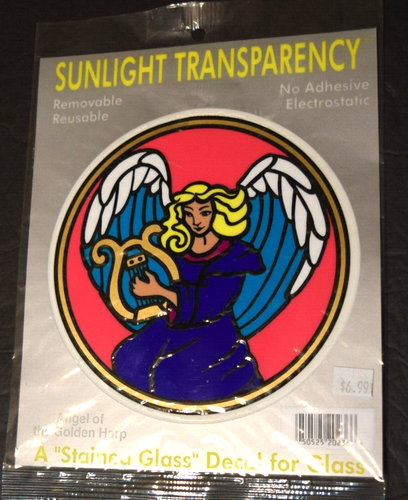 SUNLIGHT TRANSPARENCY
Removable
Reusable
No Adhesive
Electrostatic
$6.99
Angel of
the Golden Harp
A "Stained Glass" Decal for Glass